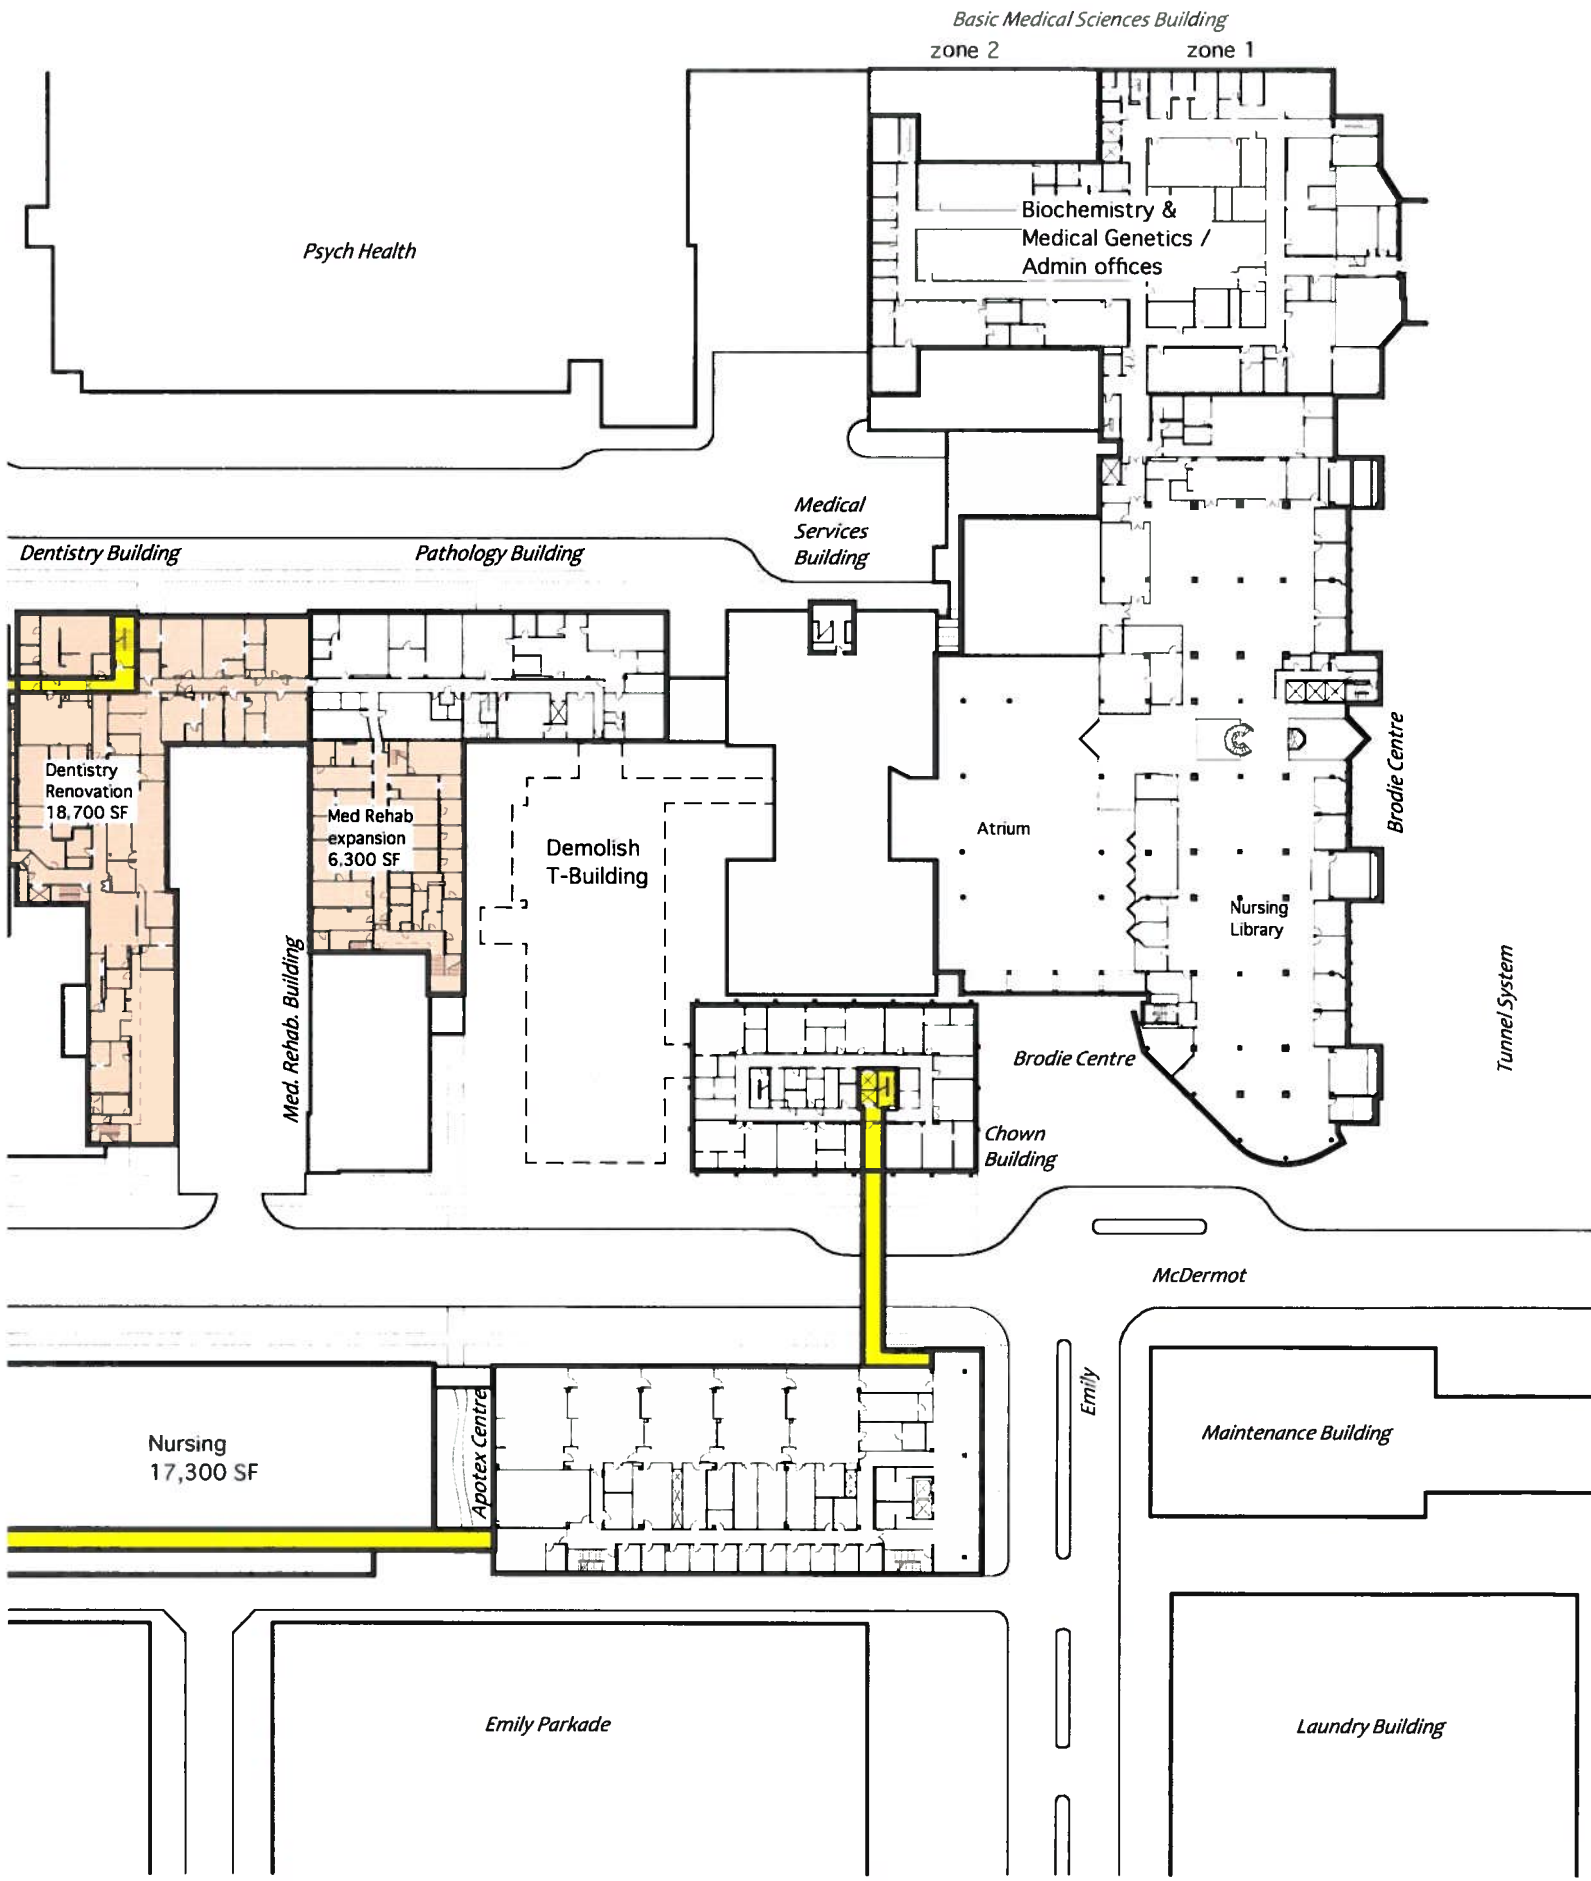 Basic Medical Sciences Building
zone 2
zone 1
Biochemistry &
Medical Genetics /
Admin offices
Psych Health
Medical
Services
Building
Dentistry Building
Pathology Building
Dentistry
Renovation
18,700 SF
Med Rehab
expansion
6,300 SF
Demolish
T-Building
Atrium
Brodie Centre
Nursing
Library
Med. Rehab. Building
Tunnel System
Brodie Centre
Chown
Building
McDermot
Emily
Apotex Centre
Nursing
17,300 SF
Maintenance Building
Emily Parkade
Laundry Building